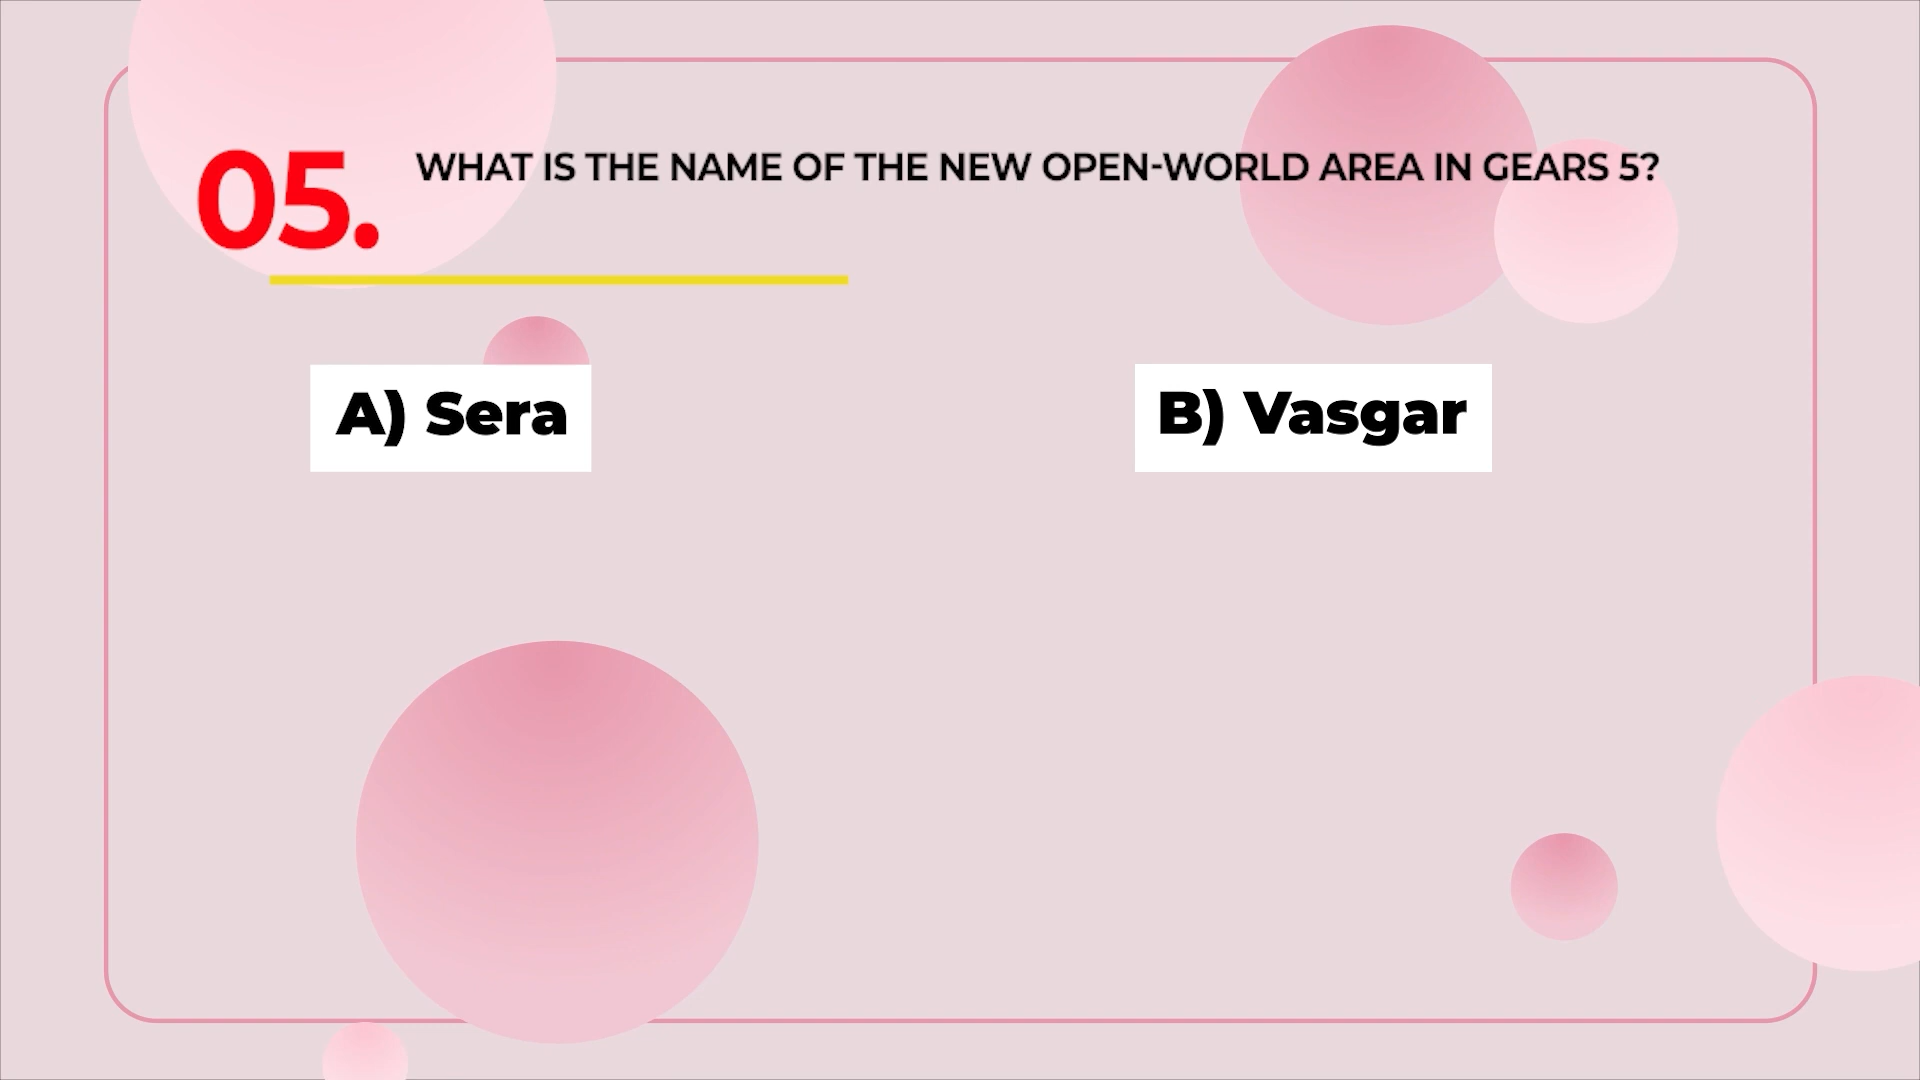 05.
WHAT IS THE NAME OF THE NEW OPEN-WORLD AREA IN GEARS 5?
A) Sera
B) Vasgar